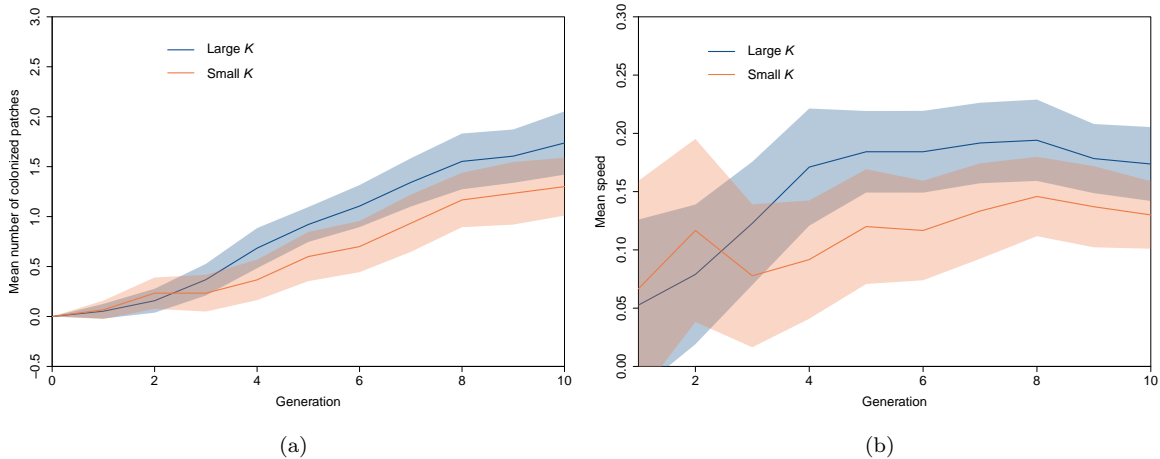 3.0
2.5
2.0
1.5
1.0
0.5
0.0
−0.5
Mean number of colonized patches
Large K
Small K
0 2 4 6 8 10
Generation
(a)
0.30
0.25
0.20
0.15
0.10
0.05
0.00
Mean speed
Large K
Small K
2 4 6 8 10
Generation
(b)